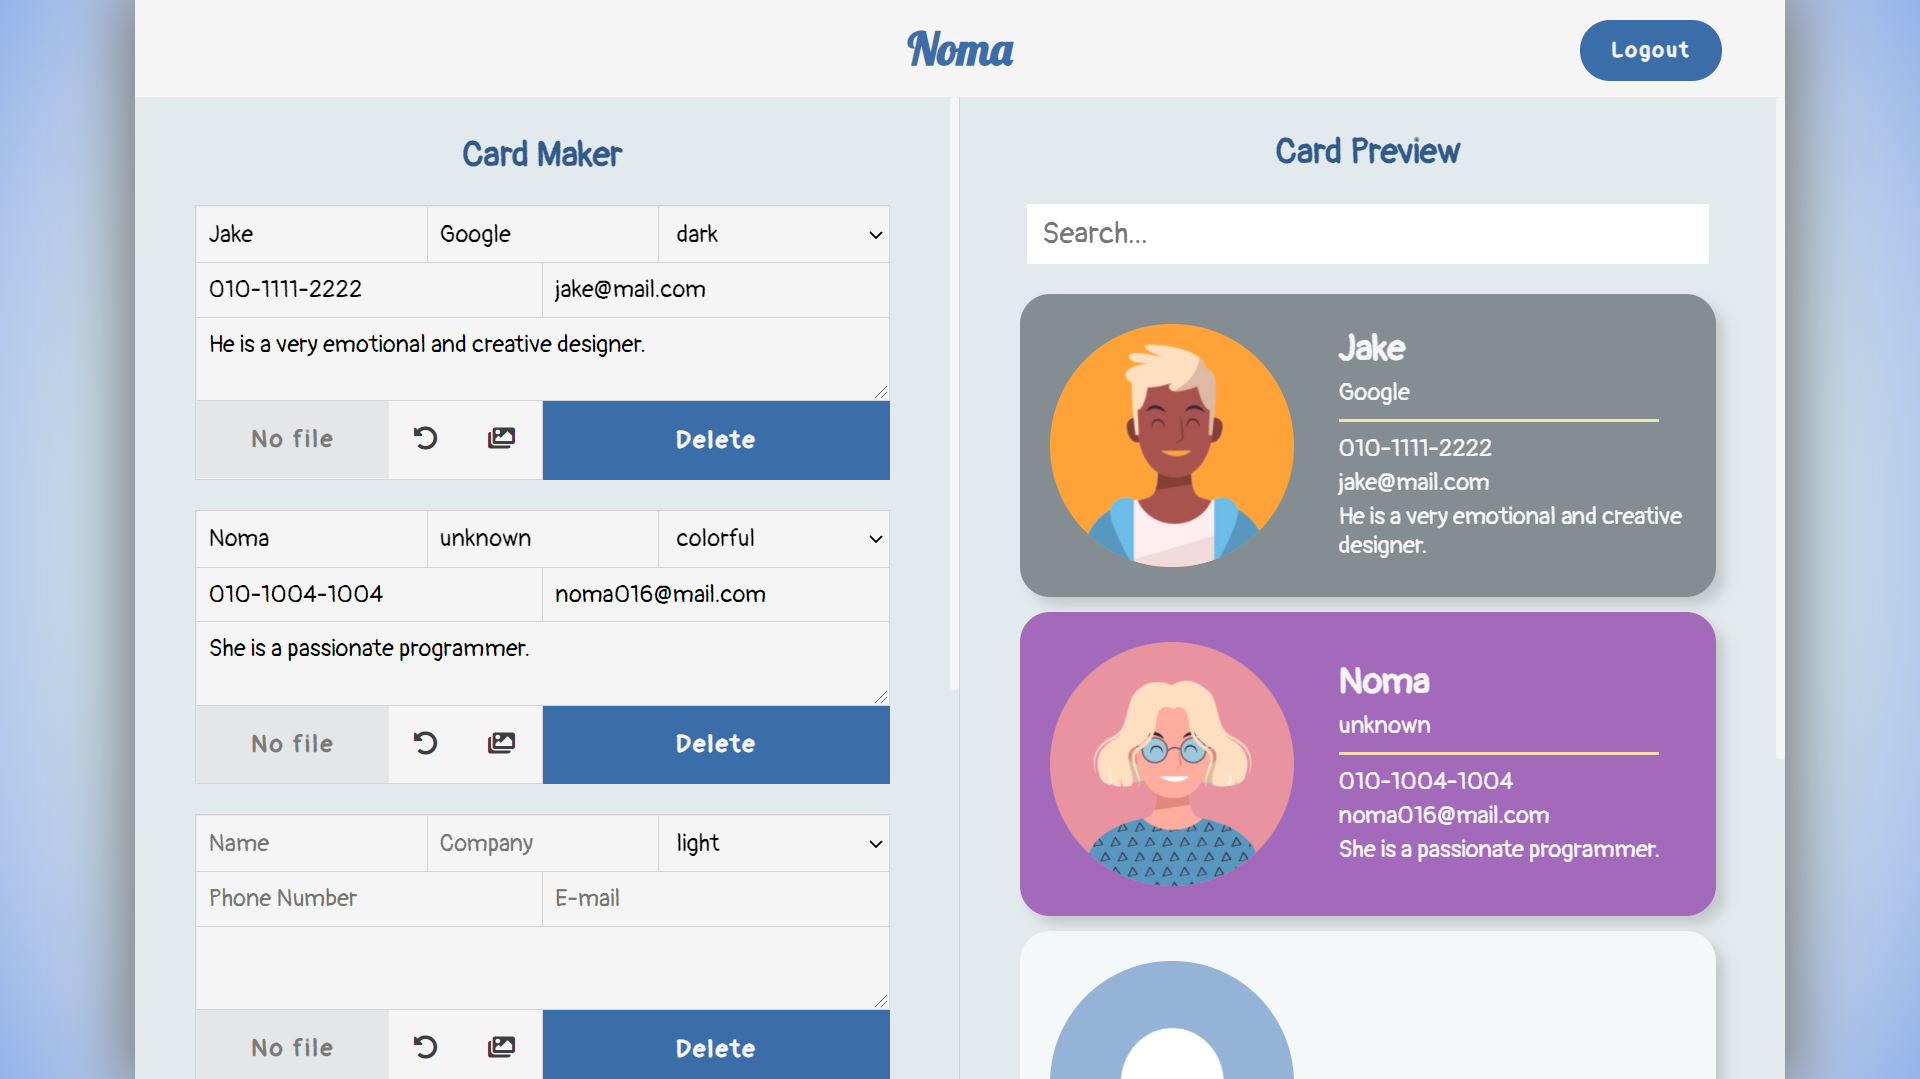 Noma
Logout
Card Maker
Jake
Google
dark
010-1111-2222
jake@mail.com
He is a very emotional and creative designer.
No file
Delete
Noma
unknown
colorful
010-1004-1004
noma016@mail.com
She is a passionate programmer.
No file
Delete
Name
Company
light
Phone Number
E-mail
No file
Delete
Card Preview
Search...
Jake
Google
010-1111-2222
jake@mail.com
He is a very emotional and creative
designer.
Noma
unknown
010-1004-1004
noma016@mail.com
She is a passionate programmer.